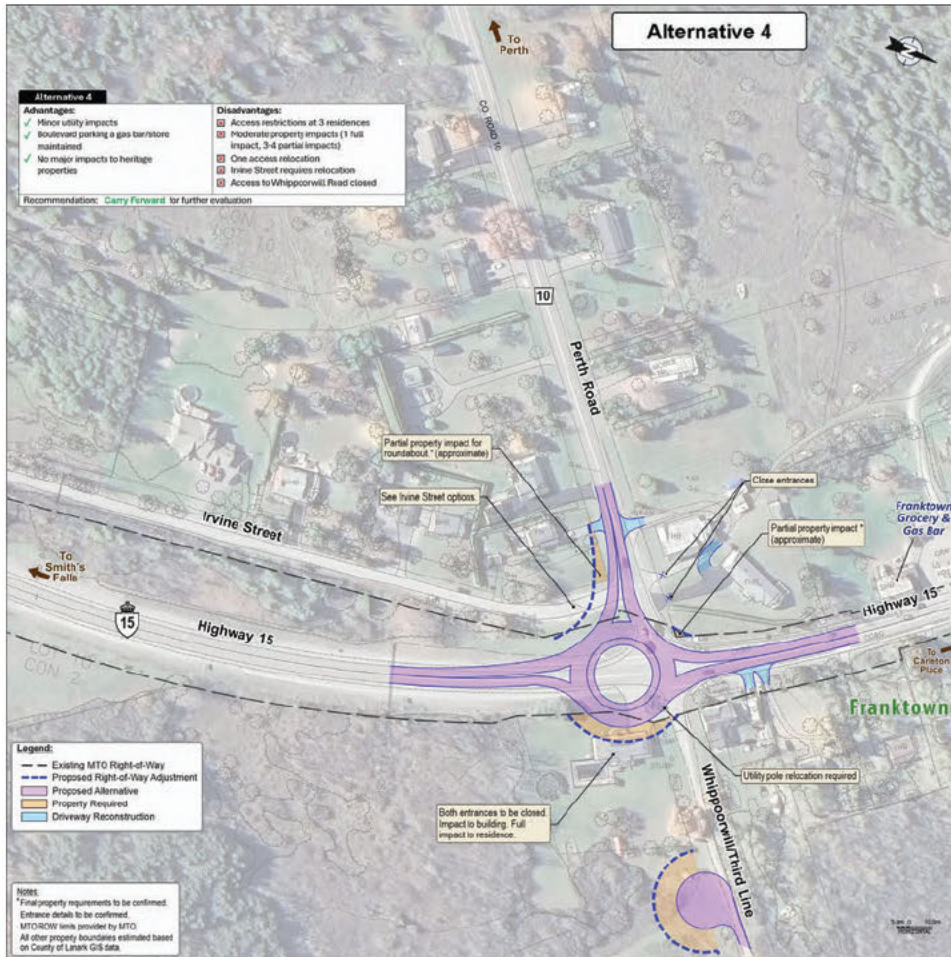 Alternative 4
To
Perth
Alternative 4
Advantages:
✓ Minor utility impacts
✓ Boulevard parking a gas bar/store
maintained
✓ No major impacts to heritage
properties
Disadvantages:
Access restrictions at 3 residences
Moderate property impacts (1 full
impact, 3-4 partial impacts)
One access relocation
Irvine Street requires relocation
Access to Whippoorwill Road closed
Recommendation: Carry Forward for further evaluation
CO ROAD 10
10
VILLAGE OF
Perth Road
Partial property impact for
roundabout * (approximate)
See Irvine Street options.
Close entrances
Partial property impact *
(approximate)
Franktown
Grocery &
Gas Bar
Irvine Street
To
Smith's
Falls
15
Highway 15
Highway 15
To
Carleton
Place
Franktown
CON 2
Legend:
Existing MTO Right-of-Way
Proposed Right-of-Way Adjustment
Proposed Alternative
Property Required
Driveway Reconstruction
Utility pole relocation required
Whippoorwill/Third Line
Both entrances to be closed.
Impact to building. Full
impact to residence.
Notes:
*Final property requirements to be confirmed.
Entrance details to be confirmed.
MTO ROW limits provided by MTO.
All other property boundaries estimated based
on County of Lanark GIS data.